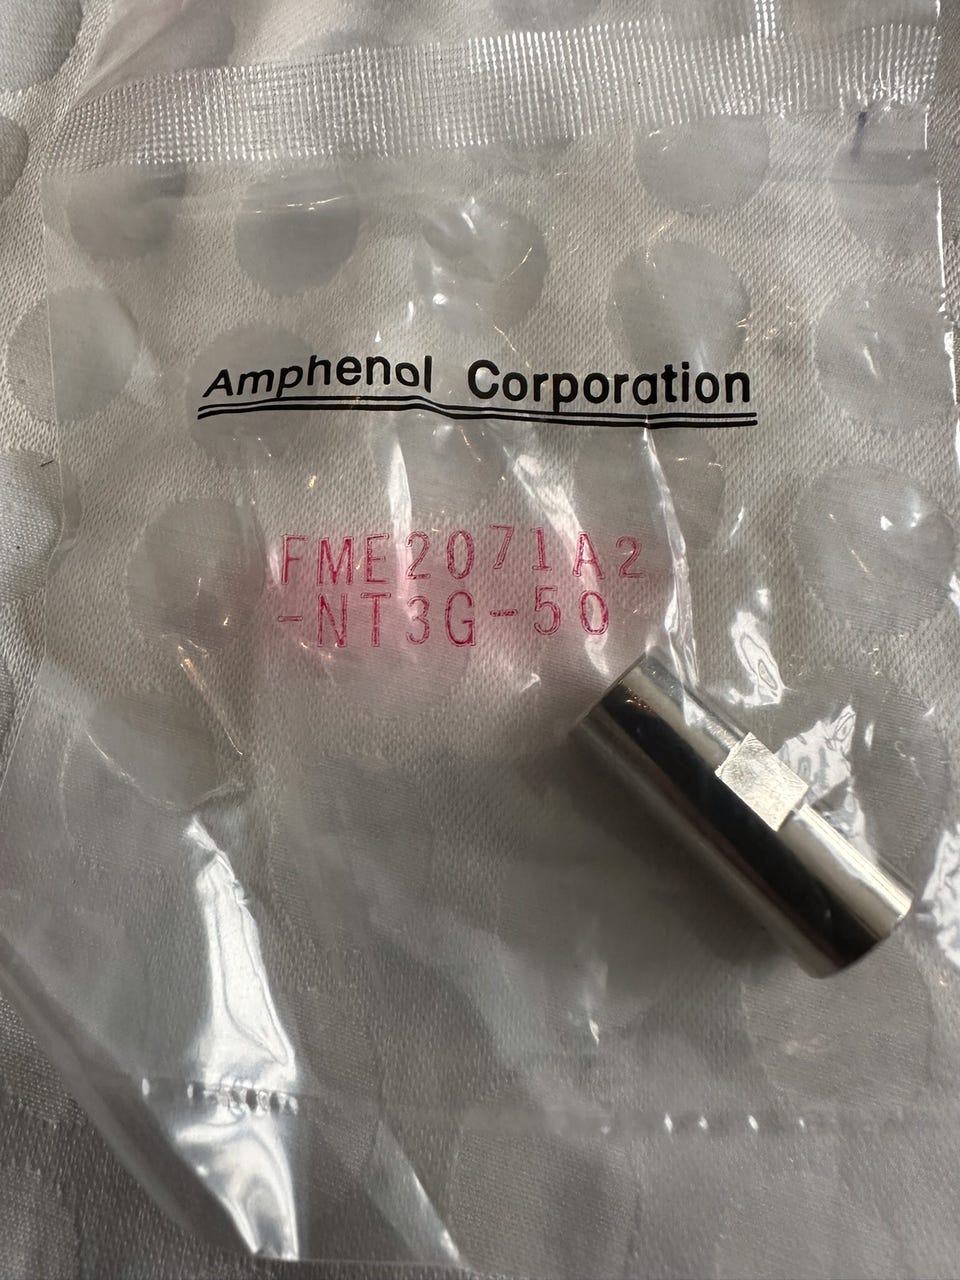 Amphenol Corporation
FME2071A2
-NT3G-50